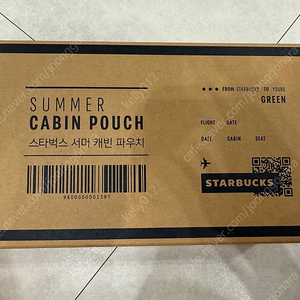 SUMMER
CABIN POUCH
스타벅스 서머 캐빈 파우치
9400000001397
FROM STARBUCKS TO YOURS
GREEN
FLIGHT GATE
DATE CABIN SEAT
STARBUCKS